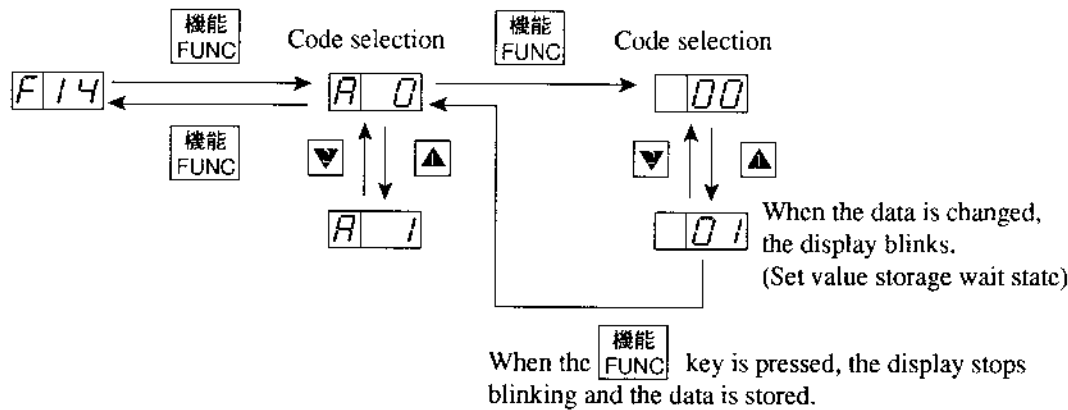 機能
FUNC
Code selection
機能
FUNC
Code selection
F 14
A 0
00
機能
FUNC
A 1
01
When the data is changed,
the display blinks.
(Set value storage wait state)
When the 機能 FUNC key is pressed, the display stops
blinking and the data is stored.